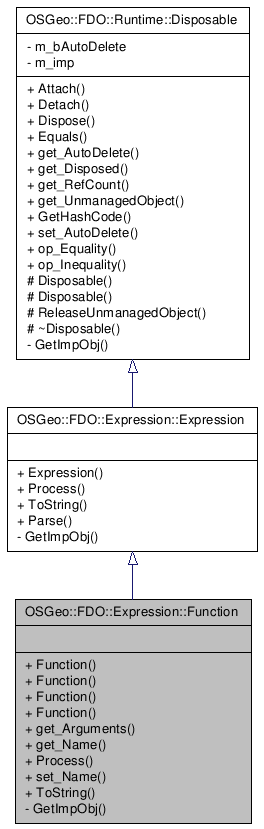 OSGeo::FDO::Runtime::Disposable
- m_bAutoDelete
- m_imp
+ Attach()
+ Detach()
+ Dispose()
+ Equals()
+ get_AutoDelete()
+ get_Disposed()
+ get_RefCount()
+ get_UnmanagedObject()
+ GetHashCode()
+ set_AutoDelete()
+ op_Equality()
+ op_Inequality()
# Disposable()
# Disposable()
# ReleaseUnmanagedObject()
# ~Disposable()
- GetImpObj()
OSGeo::FDO::Expression::Expression
+ Expression()
+ Process()
+ ToString()
+ Parse()
- GetImpObj()
OSGeo::FDO::Expression::Function
+ Function()
+ Function()
+ Function()
+ Function()
+ get_Arguments()
+ get_Name()
+ Process()
+ set_Name()
+ ToString()
- GetImpObj()